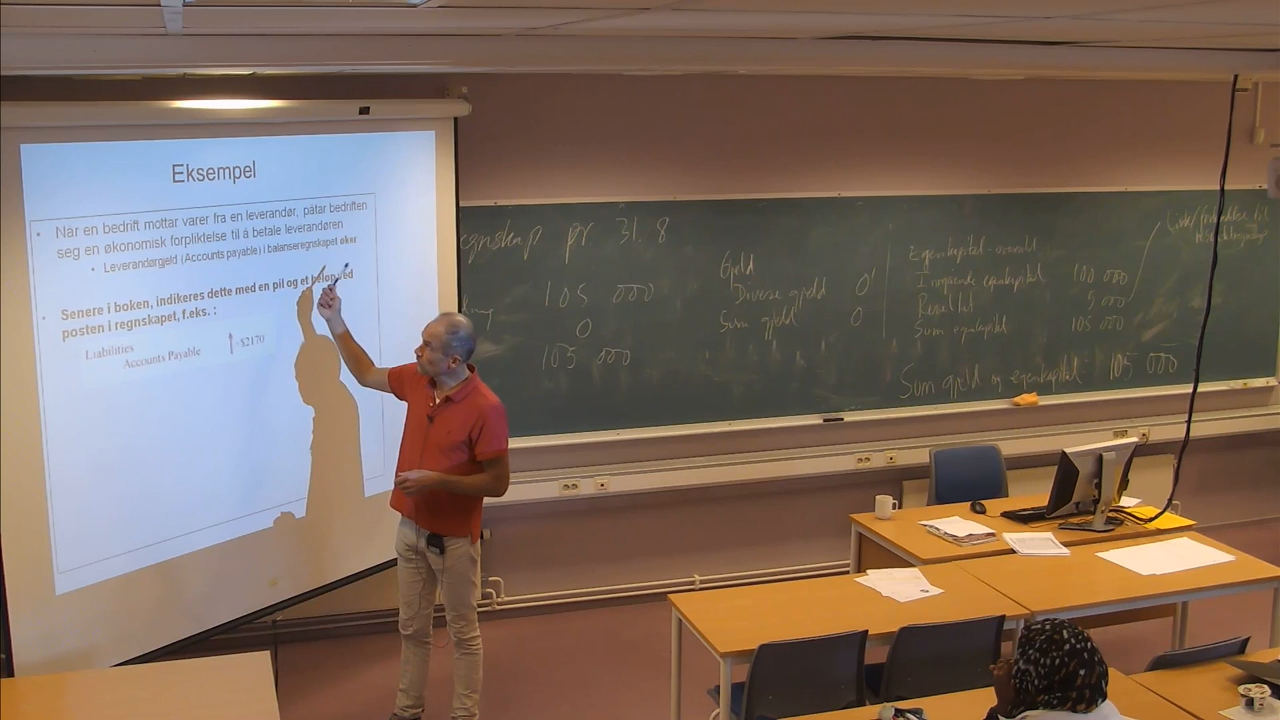 Eksempel
• Når en bedrift mottar varer fra en leverandør, påtar bedriften
seg en økonomisk forpliktelse til å betale leverandøren
• Leverandørgjeld (Accounts payable) i balanseregnskapet øker
• Senere i boken, indikeres dette med en pil og et beløp ved
posten i regnskapet, f.eks. :
Liabilities
Accounts Payable +$2170
pr 31.8
105 000
0
105 000
Gjeld
Diverse gjeld 0
Sum gjeld 0
Egenkapital-oversikt
Inngående egenkapital 100 000
Resultat 5 000
Sum egenkapital 105 000
Sum gjeld og egenkapital 105 000